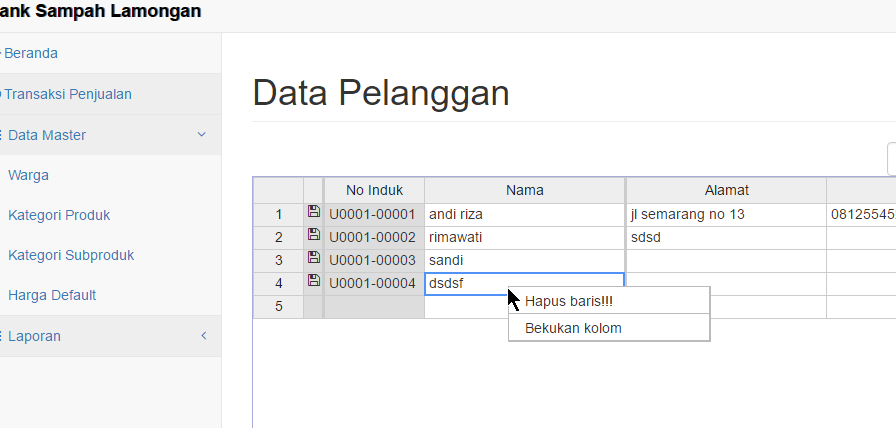 ank Sampah Lamongan
Beranda
Transaksi Penjualan
Data Master
Warga
Kategori Produk
Kategori Subproduk
Harga Default
Laporan
Data Pelanggan
No Induk Nama Alamat
1 U0001-00001 andi riza jl semarang no 13 08125545
2 U0001-00002 rimawati sdsd
3 U0001-00003 sandi
4 U0001-00004 dsdsf
5
Hapus baris!!!
Bekukan kolom